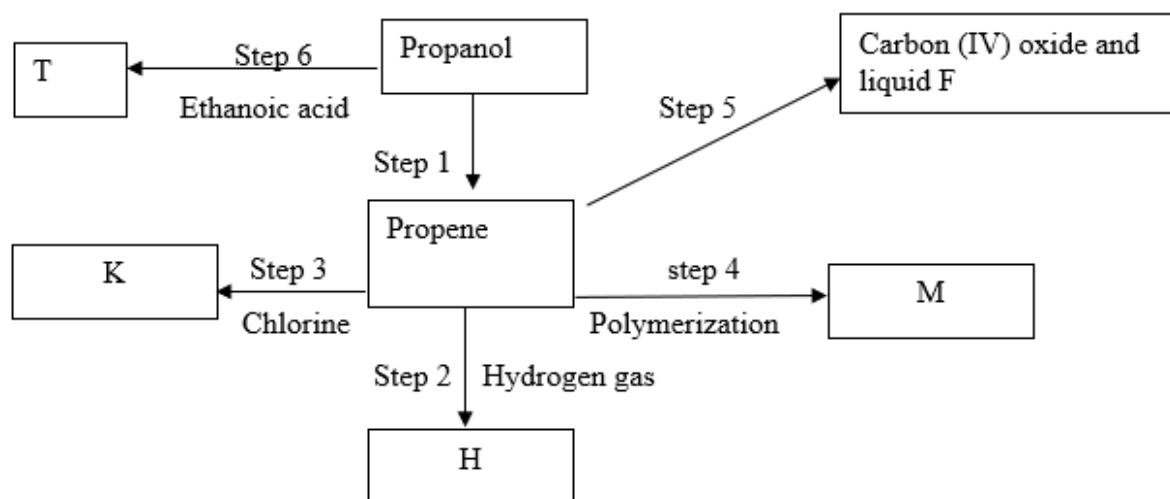 T
Step 6
Ethanoic acid
Propanol
Carbon (IV) oxide and
liquid F
Step 5
Step 1
Propene
K
Step 3
Chlorine
step 4
Polymerization
M
Step 2
Hydrogen gas
H